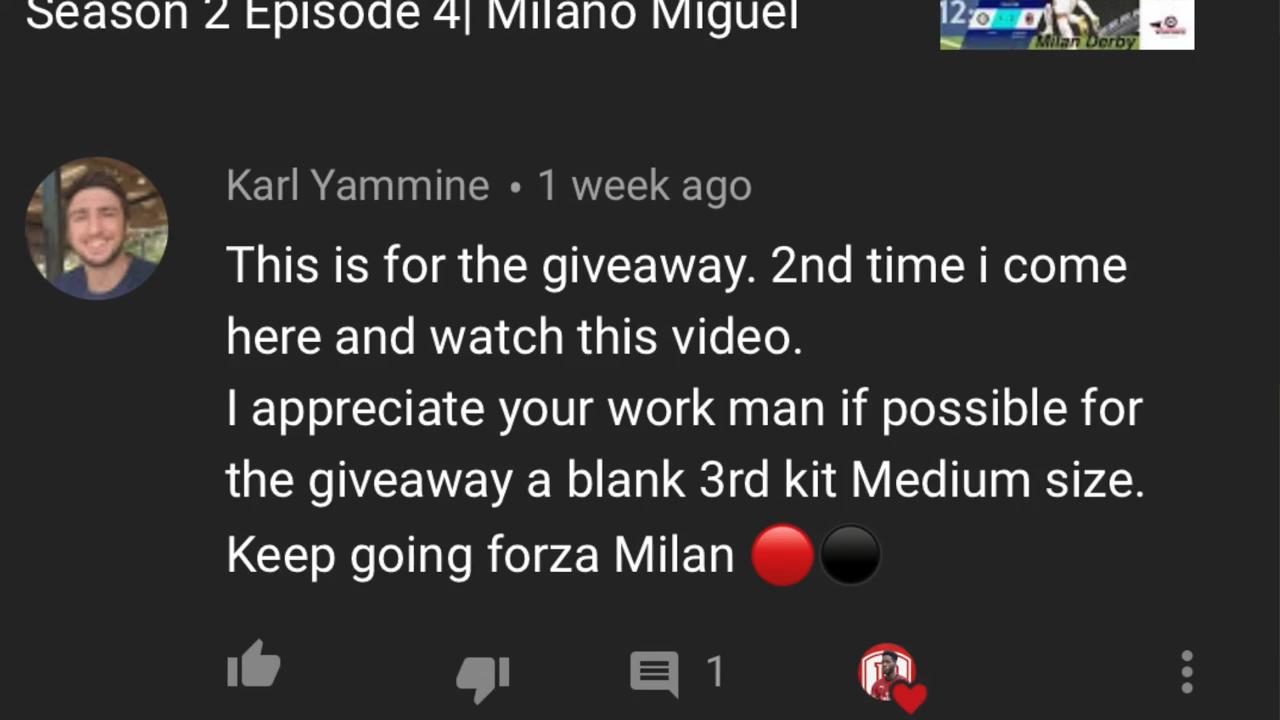 Season 2 Episode 4| Milano Miguel
12:
Milan Derby
Karl Yammine • 1 week ago
This is for the giveaway. 2nd time i come
here and watch this video.
I appreciate your work man if possible for
the giveaway a blank 3rd kit Medium size.
Keep going forza Milan 🔴⚫
1